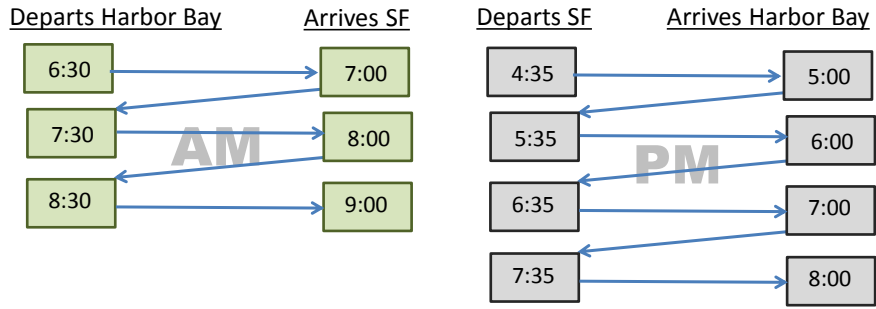 Departs Harbor Bay Arrives SF
6:30 7:00
7:30 8:00
AM
8:30 9:00
Departs SF Arrives Harbor Bay
4:35 5:00
5:35 6:00
PM
6:35 7:00
7:35 8:00